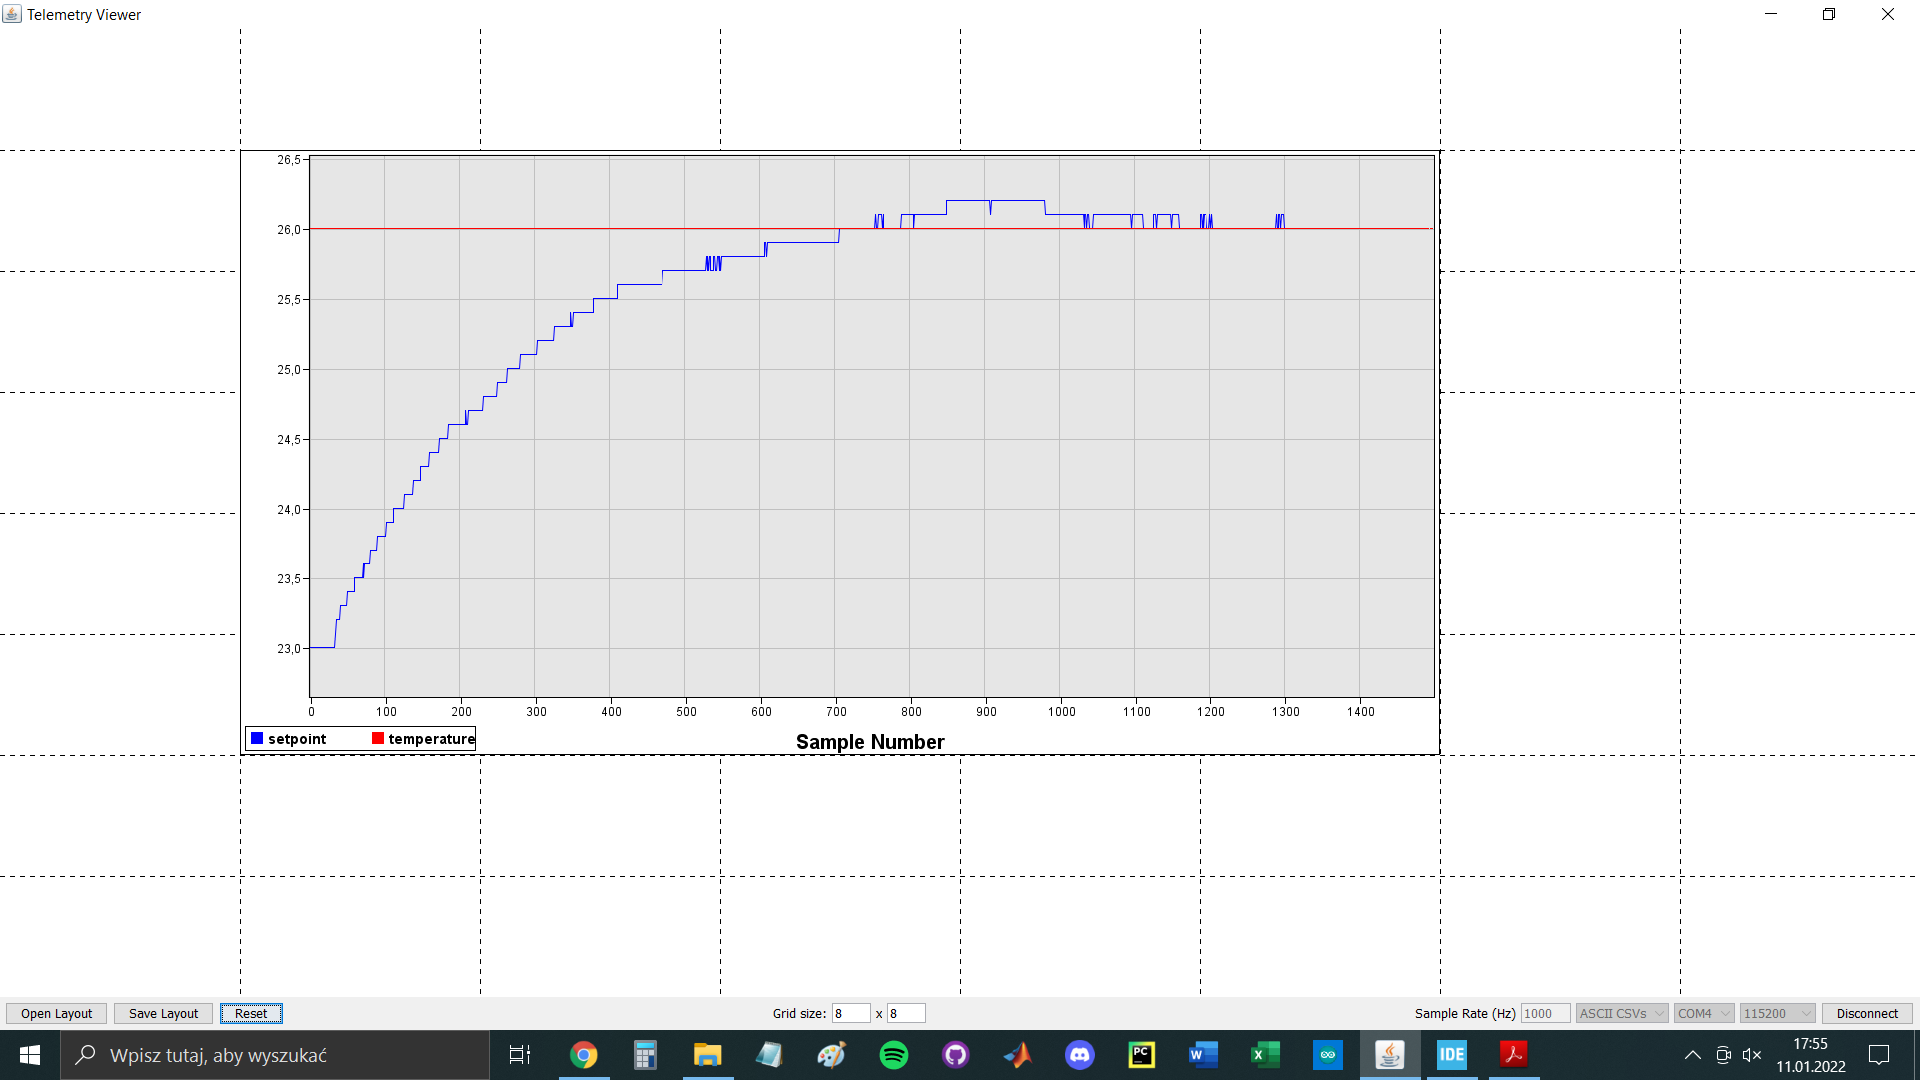 Telemetry Viewer
26,5
26,0
25,5
25,0
24,5
24,0
23,5
23,0
0 100 200 300 400 500 600 700 800 900 1000 1100 1200 1300 1400
setpoint temperature
Sample Number
Open Layout Save Layout Reset Grid size: 8 x 8 Sample Rate (Hz) 1000 ASCII CSVs COM4 115200 Disconnect
Wpisz tutaj, aby wyszukać
PC
W
X
IDE
17:55
11.01.2022